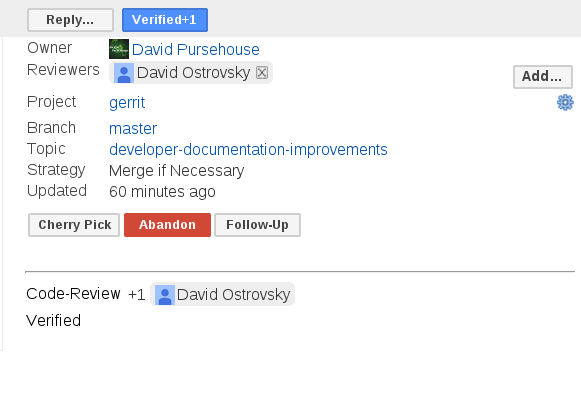 Reply... Verified+1
Owner David Pursehouse
Reviewers David Ostrovsky
Add...
Project gerrit
Branch master
Topic developer-documentation-improvements
Strategy Merge if Necessary
Updated 60 minutes ago
Cherry Pick Abandon Follow-Up
Code-Review +1 David Ostrovsky
Verified